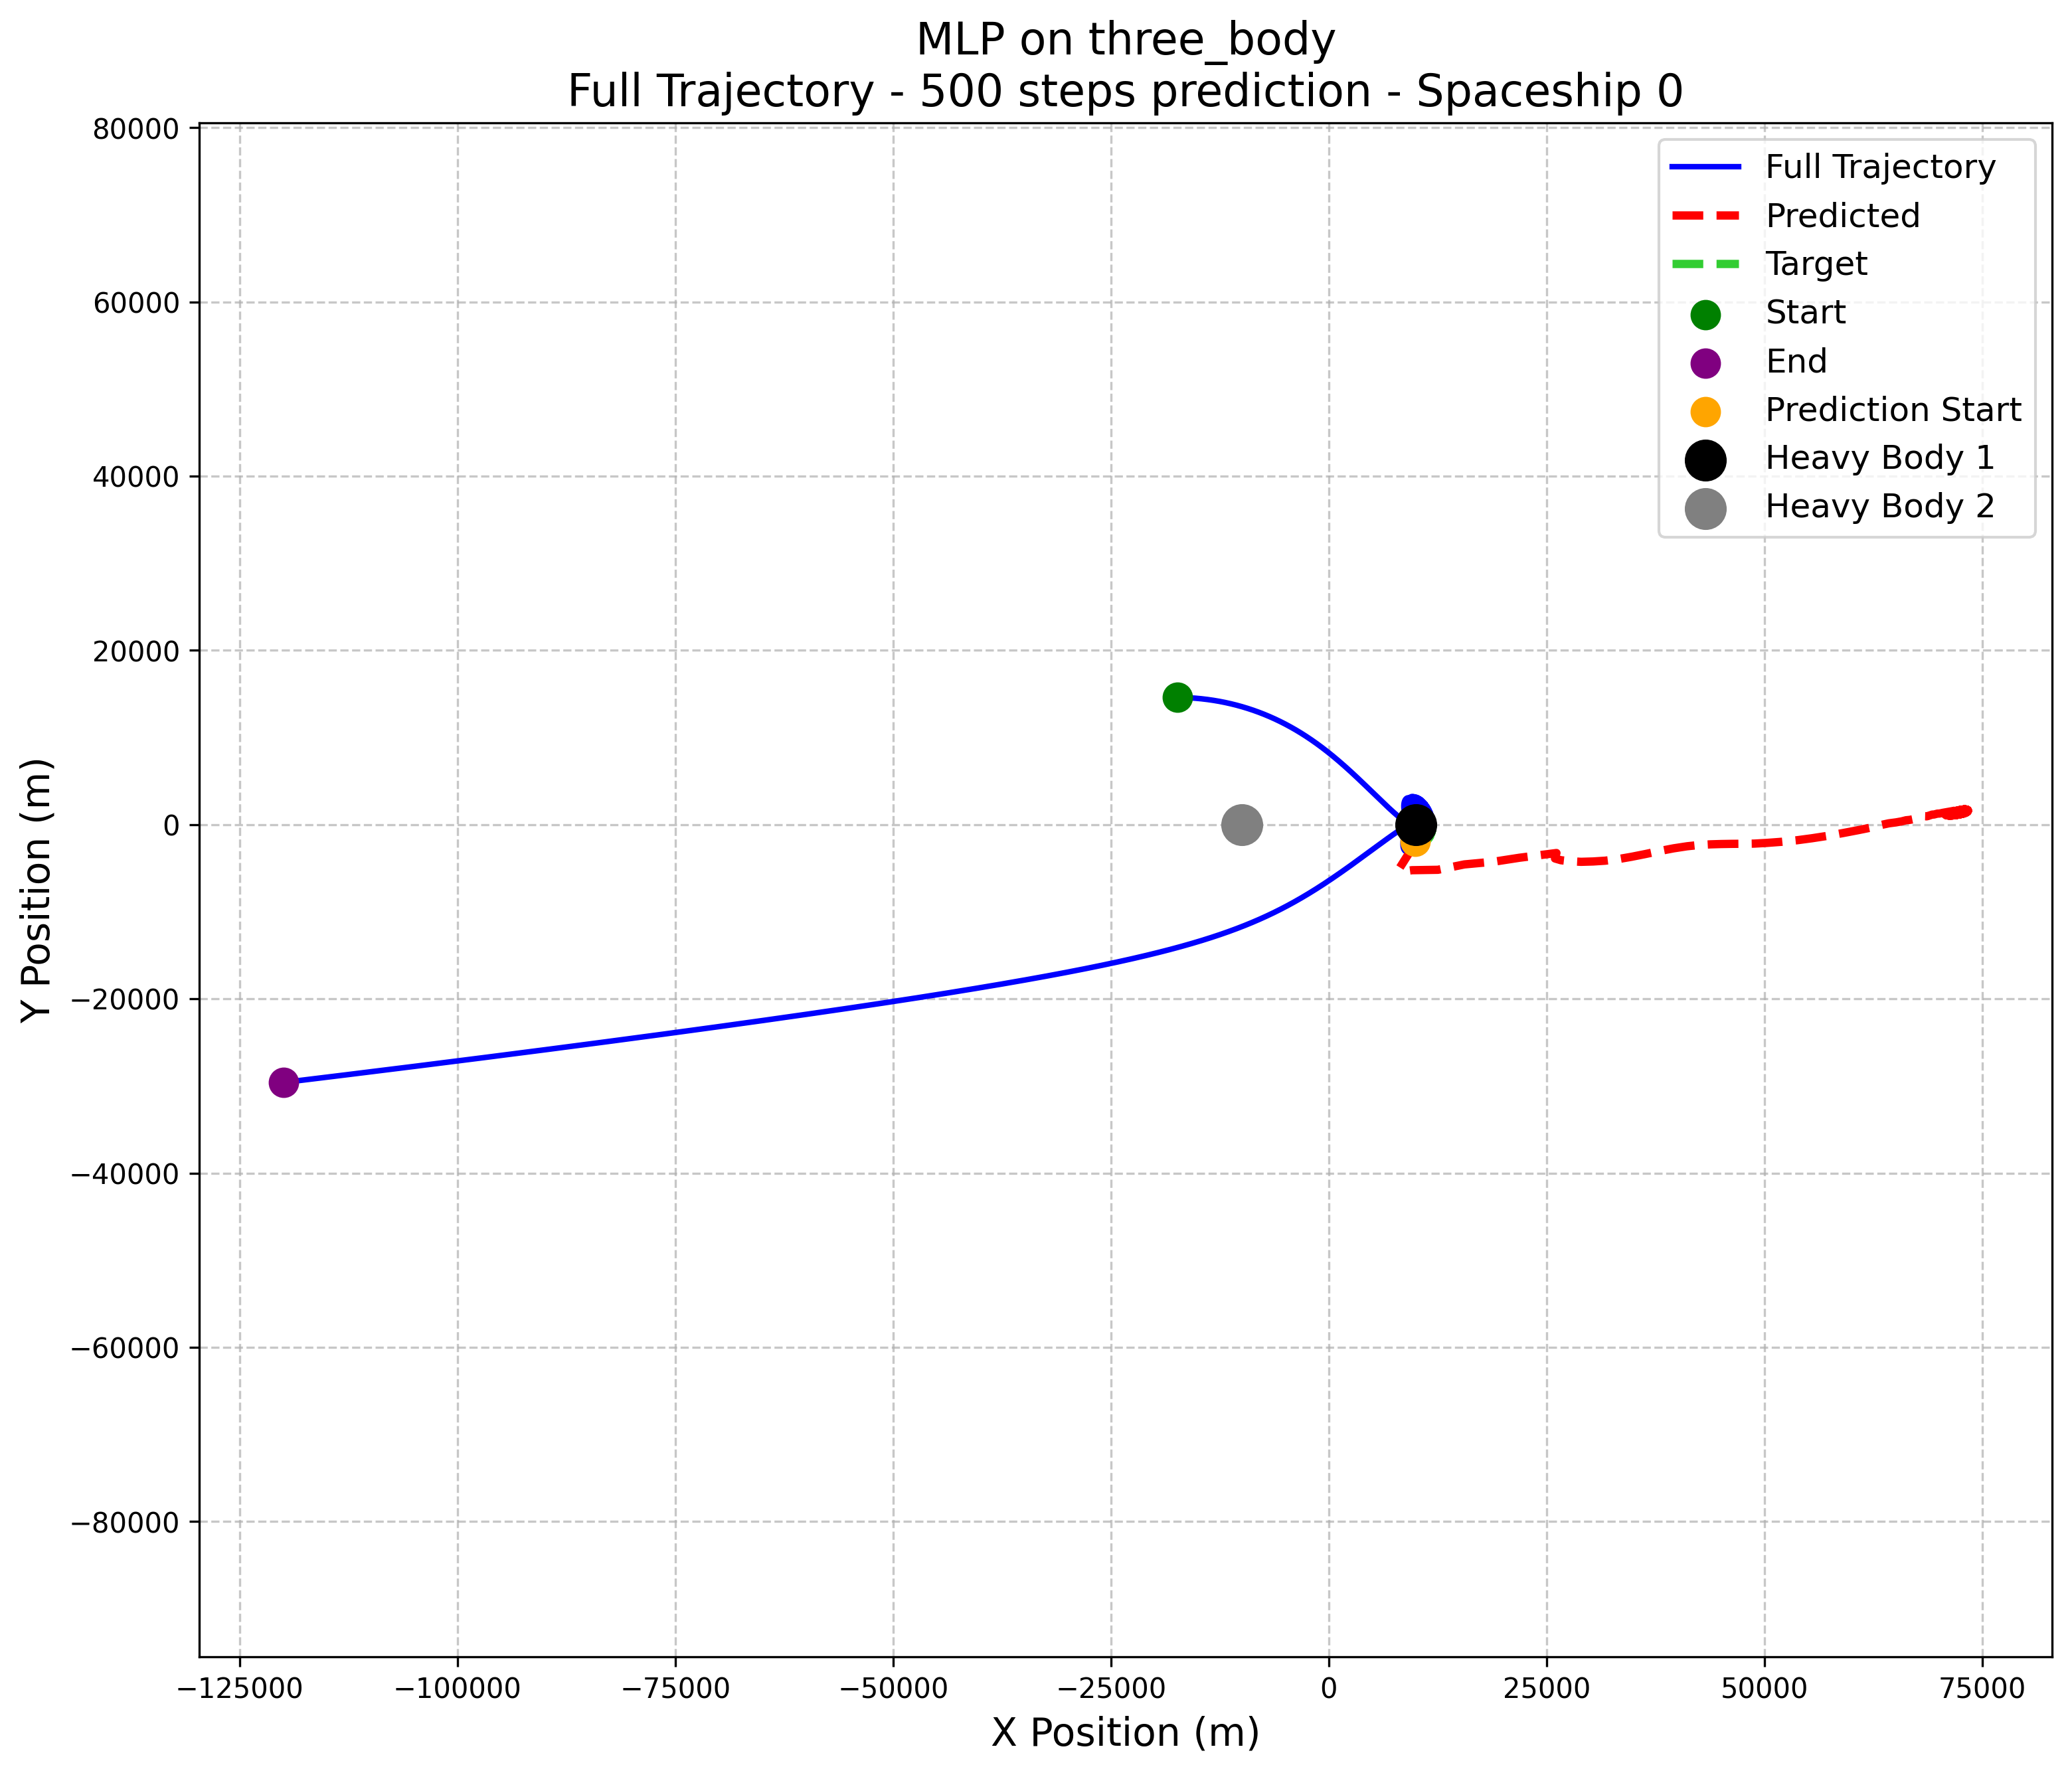 MLP on three_body
Full Trajectory - 500 steps prediction - Spaceship 0
80000
60000
40000
20000
0
−20000
−40000
−60000
−80000
Y Position (m)
Full Trajectory
Predicted
Target
Start
End
Prediction Start
Heavy Body 1
Heavy Body 2
−125000
−100000
−75000
−50000
−25000
0
25000
50000
75000
X Position (m)